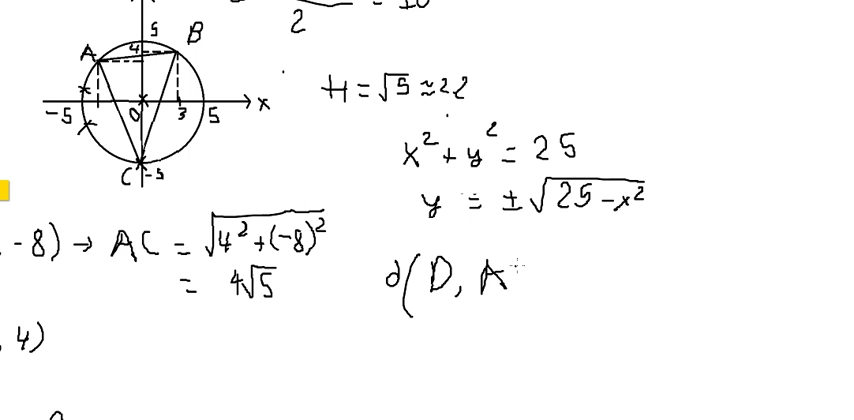 2 = 10
5
A 4 B
-5 0 3 5 x
C -5
H = √5 ≈ 2.2
x² + y² = 25
y = ±√(25 - x²)
, -8) → AC = √(4² + (-8)²)
= 4√5
d(D, A
, 4)